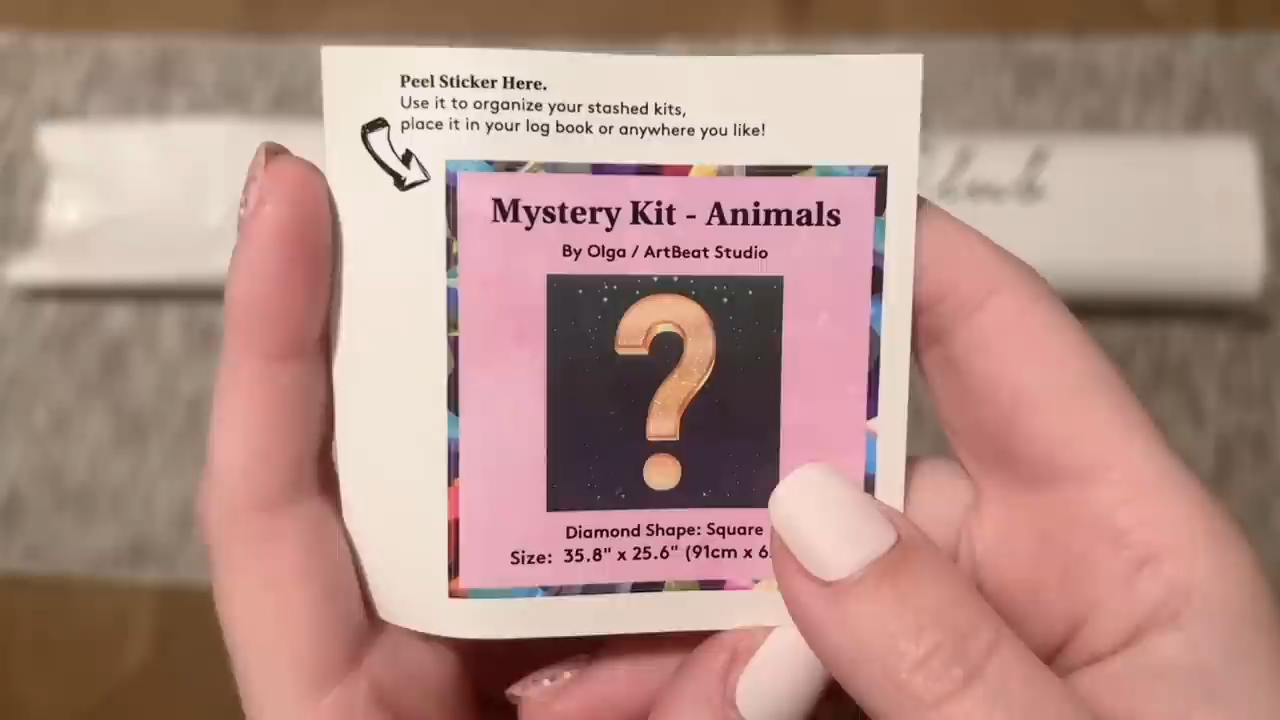 Peel Sticker Here.
Use it to organize your stashed kits,
place it in your log book or anywhere you like!
Mystery Kit - Animals
By Olga / ArtBeat Studio
?
Diamond Shape: Square
Size: 35.8" x 25.6" (91cm x 6